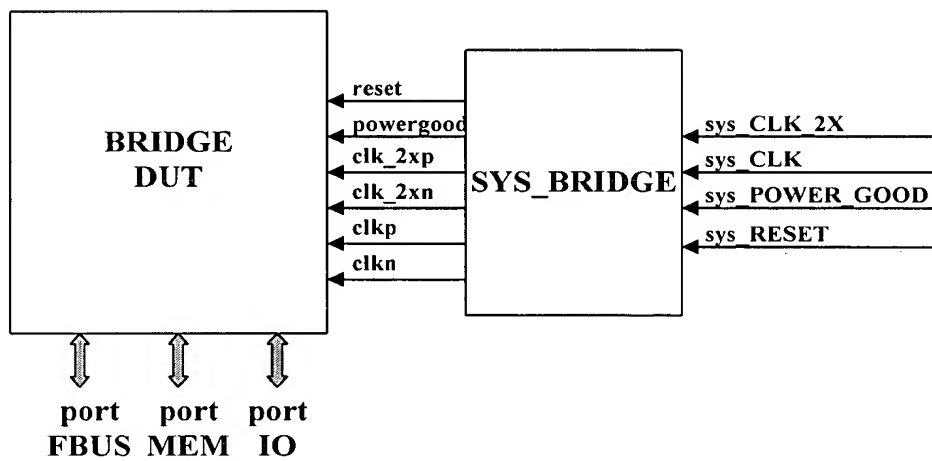 BRIDGE
DUT
reset
powergood
clk_2xp
clk_2xn
clkp
clkn
SYS_BRIDGE
sys_CLK_2X
sys_CLK
sys_POWER_GOOD
sys_RESET
port
FBUS
port
MEM
port
IO